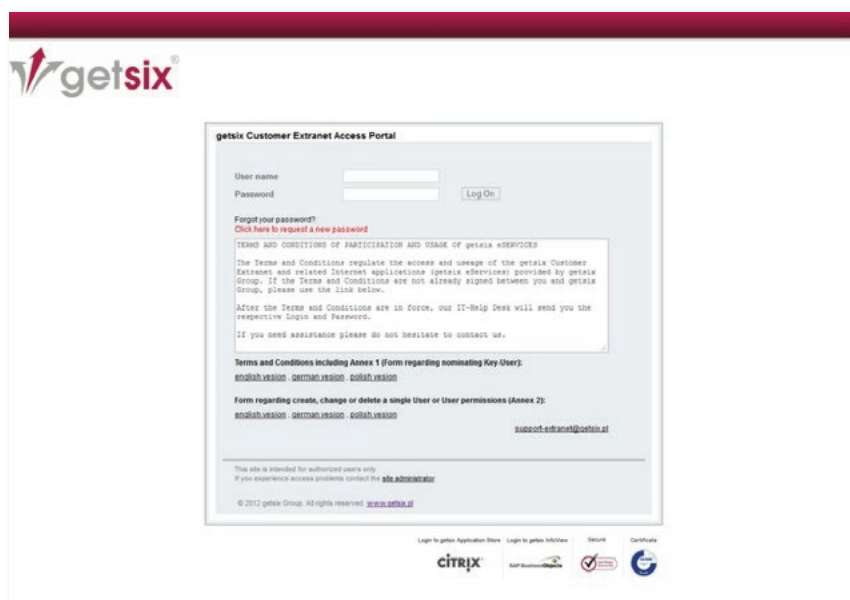 getsix®
getsix Customer Extranet Access Portal
User name
Password
Log On
Forgot your password?
Click here to request a new password
TERMS AND CONDITIONS OF PARTICIPATION AND USAGE OF getsix eSERVICES
The Terms and Conditions regulate the access and useage of the getsix Customer
Extranet and related Internet applications (getsix eServices) provided by getsix
Group. If the Terms and Conditions are not already signed between you and getsix
Group, please use the link below.
After the Terms and Conditions are in force, our IT-Help Desk will send you the
respective Login and Password.
If you need assistance please do not hesitate to contact us.
Terms and Conditions including Annex 1 (Form regarding nominating Key-User):
english vesion , german vesion , polish vesion
Form regarding create, change or delete a single User or User permissions (Annex 2):
english vesion , german vesion , polish vesion
support-extranet@getsix.pl
This site is intended for authorized users only.
If you experience access problems contact the site administrator.
© 2012 getsix Group. All rights reserved. www.getsix.pl
Login to getsix Application Store Login to getsix InfoView Secure Certificate
CITRIX SAP BusinessObjects